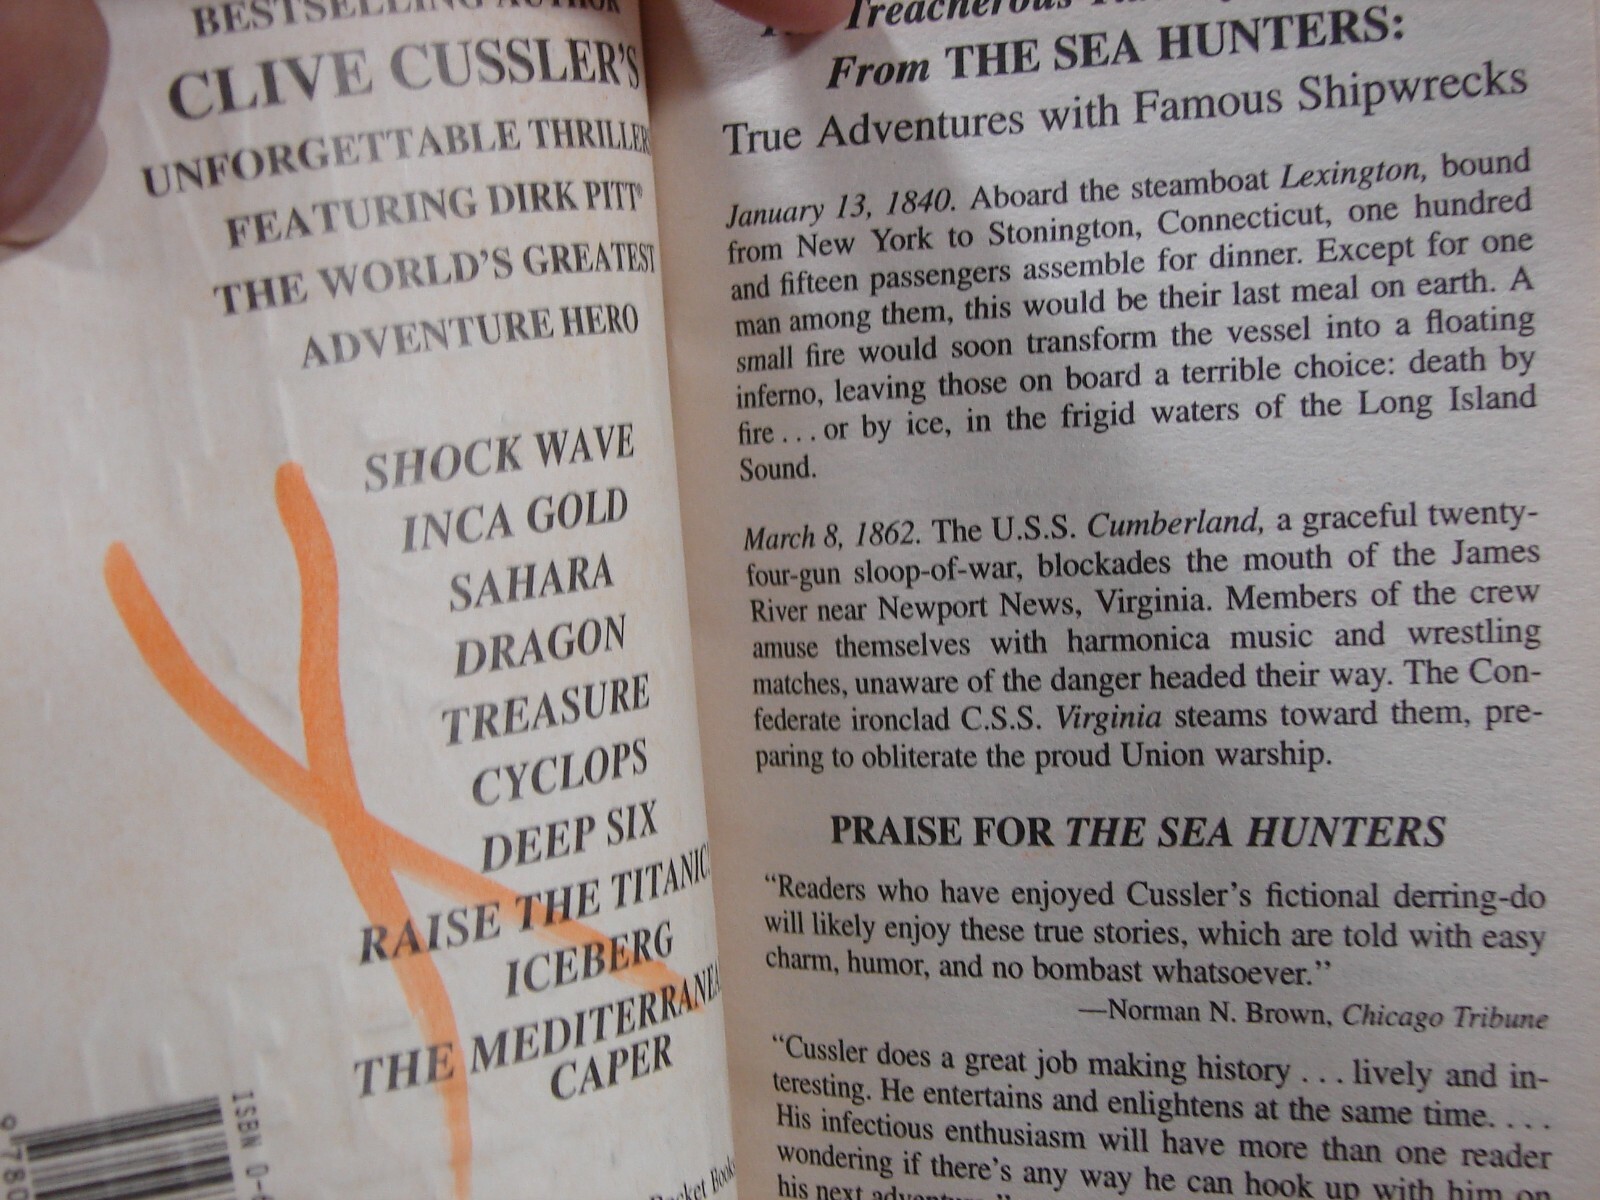 BESTSELLING AUTHOR
CLIVE CUSSLER'S
UNFORGETTABLE THRILLERS
FEATURING DIRK PITT®
THE WORLD'S GREATEST
ADVENTURE HERO
SHOCK WAVE
INCA GOLD
SAHARA
DRAGON
TREASURE
CYCLOPS
DEEP SIX
RAISE THE TITANIC
ICEBERG
THE MEDITERRANEA
CAPER
ISBN 0-
9 780
Pocket Books
Treacherous
From THE SEA HUNTERS:
True Adventures with Famous Shipwrecks
January 13, 1840. Aboard the steamboat Lexington, bound
from New York to Stonington, Connecticut, one hundred
and fifteen passengers assemble for dinner. Except for one
man among them, this would be their last meal on earth. A
small fire would soon transform the vessel into a floating
inferno, leaving those on board a terrible choice: death by
fire . . . or by ice, in the frigid waters of the Long Island
Sound.
March 8, 1862. The U.S.S. Cumberland, a graceful twenty-
four-gun sloop-of-war, blockades the mouth of the James
River near Newport News, Virginia. Members of the crew
amuse themselves with harmonica music and wrestling
matches, unaware of the danger headed their way. The Con-
federate ironclad C.S.S. Virginia steams toward them, pre-
paring to obliterate the proud Union warship.
PRAISE FOR THE SEA HUNTERS
"Readers who have enjoyed Cussler's fictional derring-do
will likely enjoy these true stories, which are told with easy
charm, humor, and no bombast whatsoever."
—Norman N. Brown, Chicago Tribune
"Cussler does a great job making history . . . lively and in-
teresting. He entertains and enlightens at the same time. . . .
His infectious enthusiasm will have more than one reader
wondering if there's any way he can hook up with him on
his next adventure."